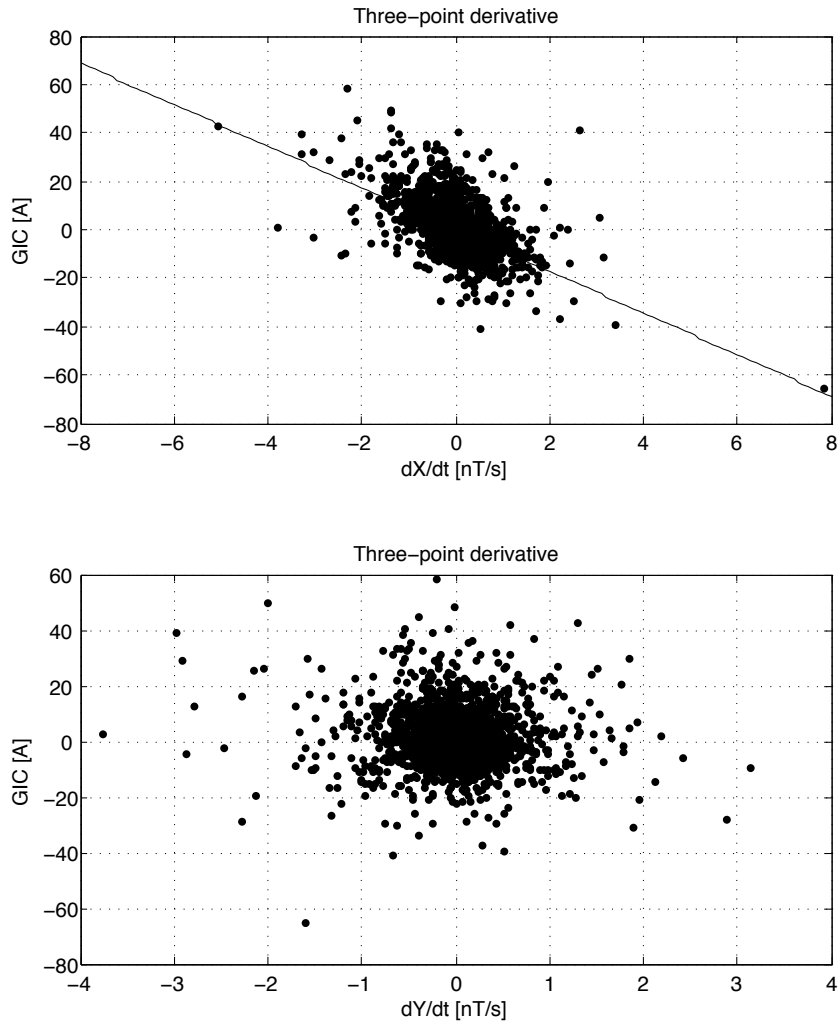 Three−point derivative
80
60
40
20
0
−20
−40
−60
−80
GIC [A]
−8 −6 −4 −2 0 2 4 6 8
dX/dt [nT/s]
Three−point derivative
60
40
20
0
−20
−40
−60
−80
GIC [A]
−4 −3 −2 −1 0 1 2 3 4
dY/dt [nT/s]